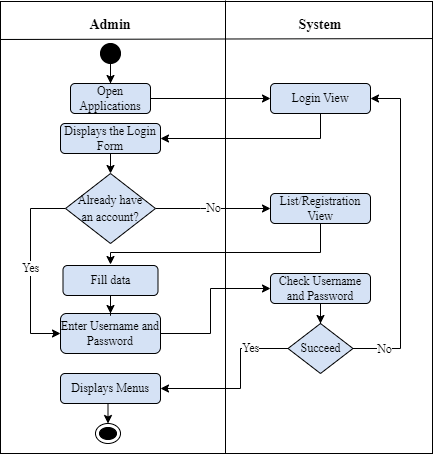 Admin
System
Open
Applications
Login View
Displays the Login
Form
Already have
an account?
No
List/Registration
View
Yes
Fill data
Check Username
and Password
Enter Username and
Password
Yes
Succeed
No
Displays Menus